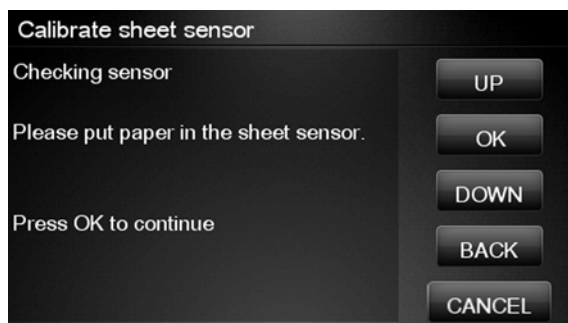 Calibrate sheet sensor
Checking sensor
Please put paper in the sheet sensor.
Press OK to continue
UP
OK
DOWN
BACK
CANCEL